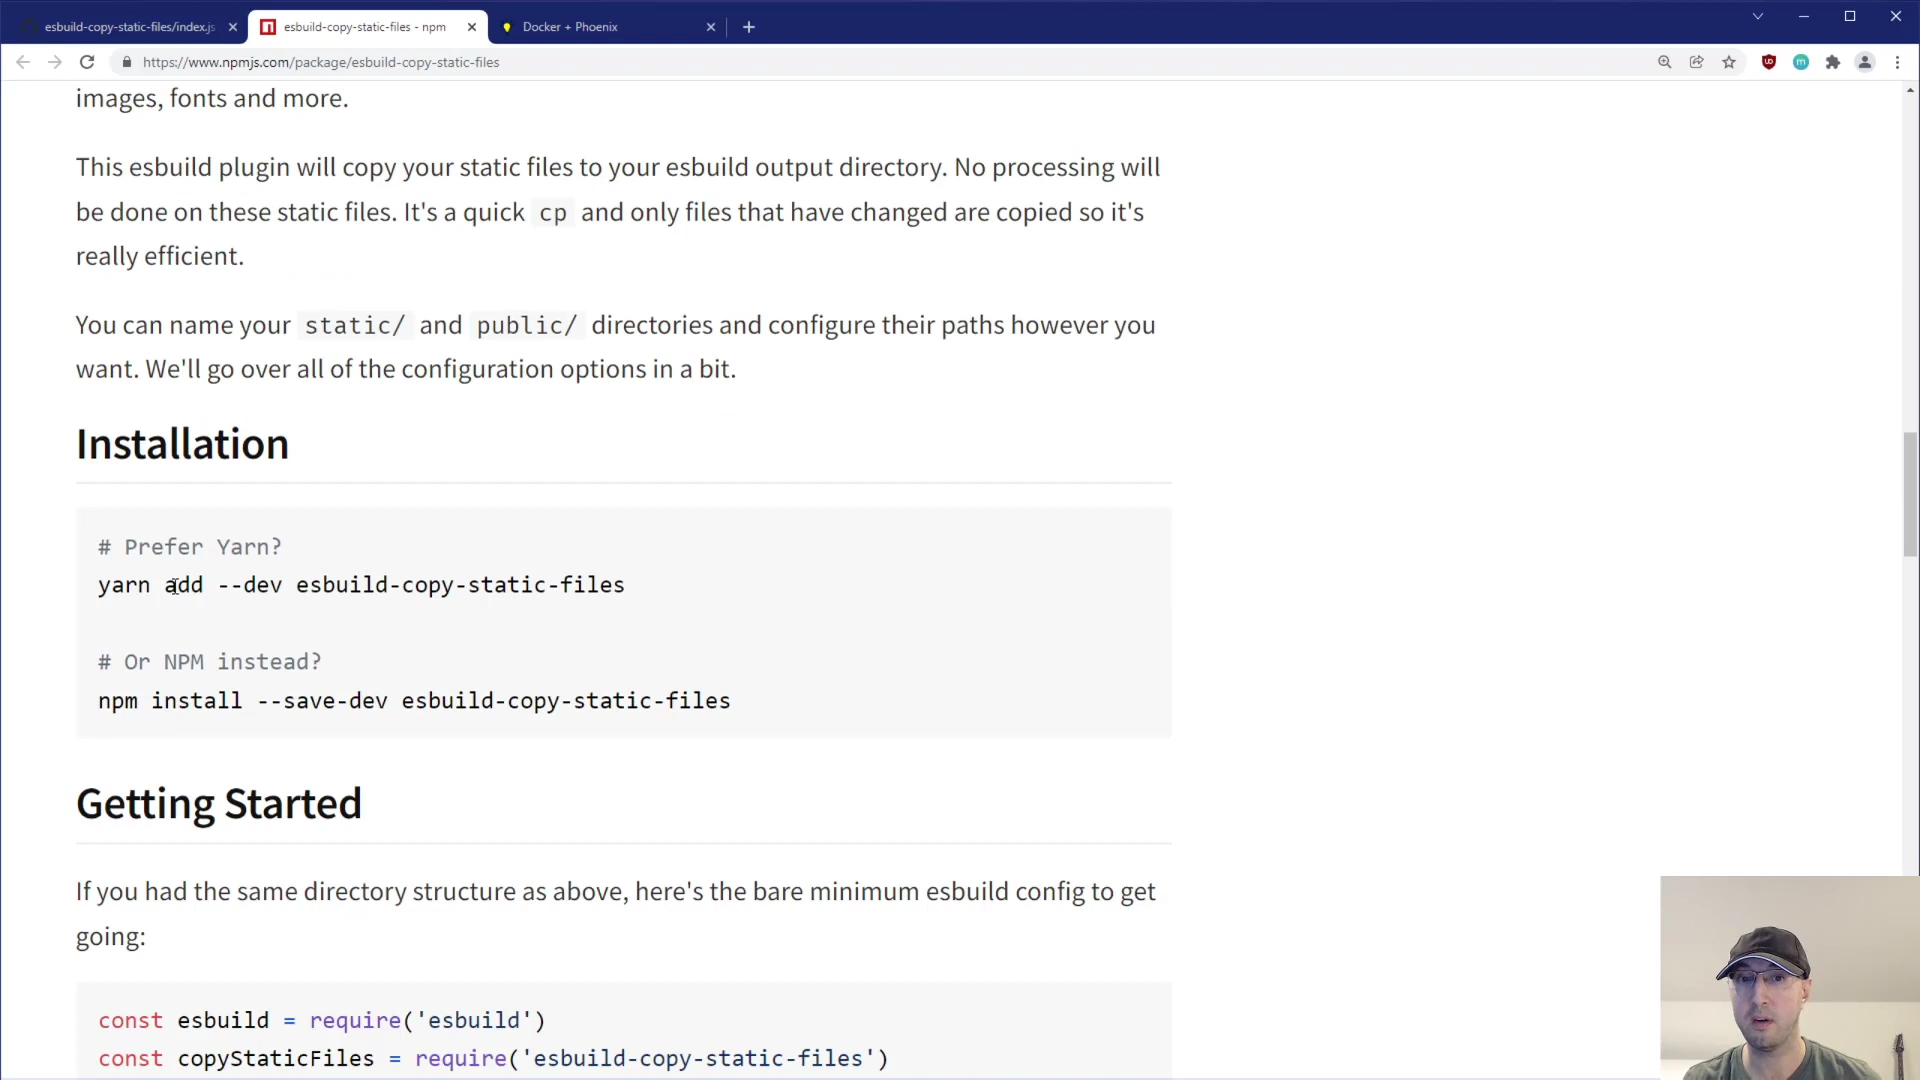 esbuild-copy-static-files/index.js
esbuild-copy-static-files - npm
Docker + Phoenix
https://www.npmjs.com/package/esbuild-copy-static-files
images, fonts and more.
This esbuild plugin will copy your static files to your esbuild output directory. No processing will
be done on these static files. It's a quick cp and only files that have changed are copied so it's
really efficient.
You can name your static/ and public/ directories and configure their paths however you
want. We'll go over all of the configuration options in a bit.
Installation
# Prefer Yarn?
yarn add --dev esbuild-copy-static-files
# Or NPM instead?
npm install --save-dev esbuild-copy-static-files
Getting Started
If you had the same directory structure as above, here's the bare minimum esbuild config to get
going:
const esbuild = require('esbuild')
const copyStaticFiles = require('esbuild-copy-static-files')